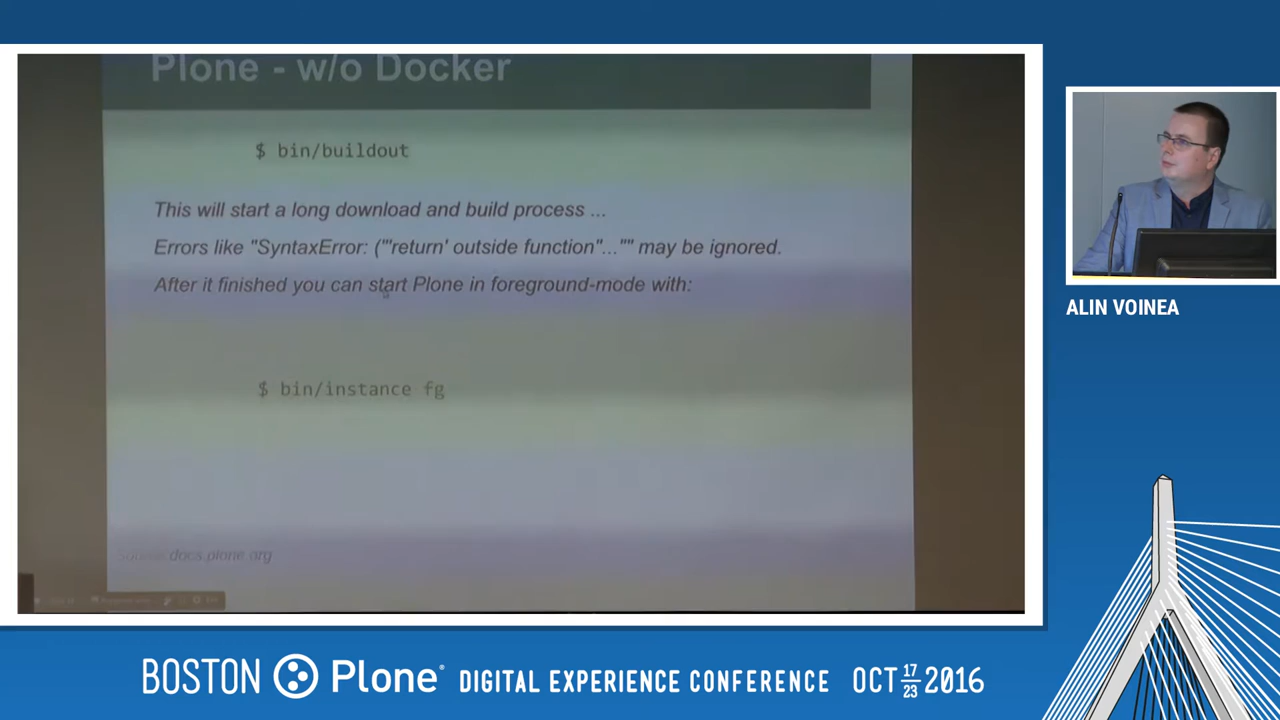 Plone - w/o Docker
$ bin/buildout
This will start a long download and build process ...
Errors like "SyntaxError: ("'return' outside function"..."" may be ignored.
After it finished you can start Plone in foreground-mode with:
$ bin/instance fg
Source: docs.plone.org
ALIN VOINEA
BOSTON Plone® DIGITAL EXPERIENCE CONFERENCE OCT 17 23 2016